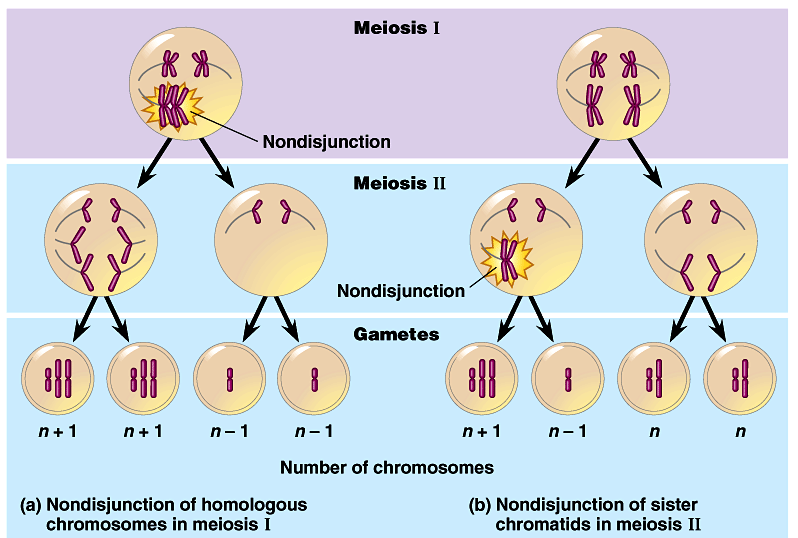 Meiosis I
Nondisjunction
Meiosis II
Nondisjunction
Gametes
n + 1 n + 1 n – 1 n – 1 n + 1 n – 1 n n
Number of chromosomes
(a) Nondisjunction of homologous
chromosomes in meiosis I
(b) Nondisjunction of sister
chromatids in meiosis II